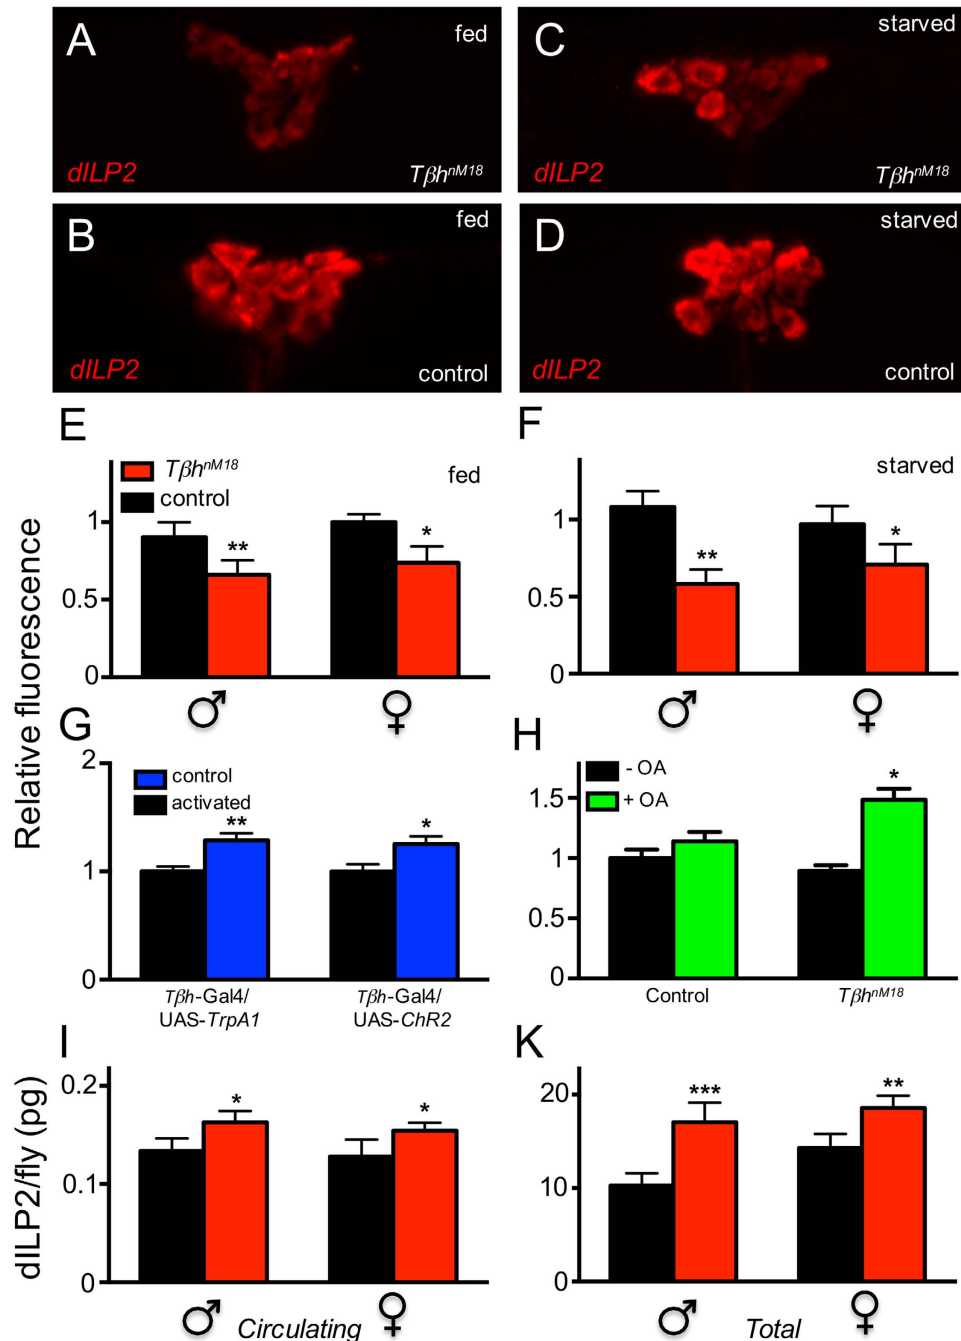 A
fed
dILP2
Tβhⁿᴹ¹⁸
C
starved
dILP2
Tβhⁿᴹ¹⁸
B
fed
dILP2
control
D
starved
dILP2
control
E
Tβhⁿᴹ¹⁸
control
fed
1
0.5
0
** *
♂ ♀
F
starved
1
0.5
0
** *
♂ ♀
Relative fluorescence
G
control
activated
2
1
0
** *
Tβh-Gal4/ Tβh-Gal4/
UAS-TrpA1 UAS-ChR2
H
- OA
+ OA
1.5
1
0.5
0
*
Control Tβhⁿᴹ¹⁸
I
dILP2/fly (pg)
0.2
0.1
0
* *
♂ Circulating ♀
K
20
10
0
*** **
♂ Total ♀